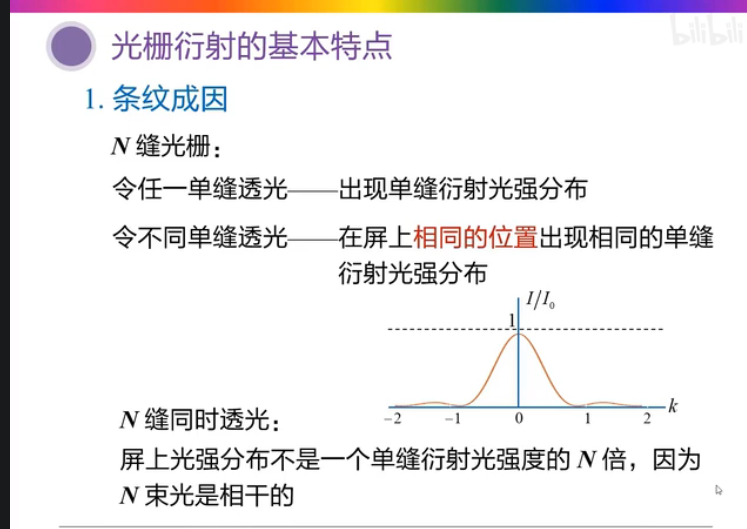 bilibili
光栅衍射的基本特点
1. 条纹成因
N 缝光栅：
令任一单缝透光——出现单缝衍射光强分布
令不同单缝透光——在屏上相同的位置出现相同的单缝
衍射光强分布
I/I₀
1
k
-2 -1 0 1 2
N 缝同时透光：
屏上光强分布不是一个单缝衍射光强度的 N 倍，因为
N 束光是相干的